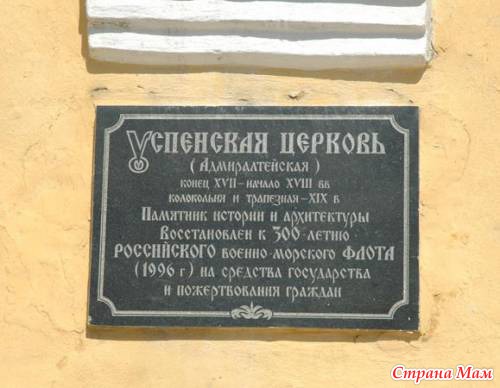 Успенская церковь
(Адмиралтейская)
конец XVII–начало XVIII вв
колокольня и трапезная–XIX в
Памятник истории и архитектуры
Восстановлен к 300 летию
РОССИЙСКОГО военно-морского ФЛОТА
(1996 г) на средства государства
и пожертвования граждан
Страна Мам